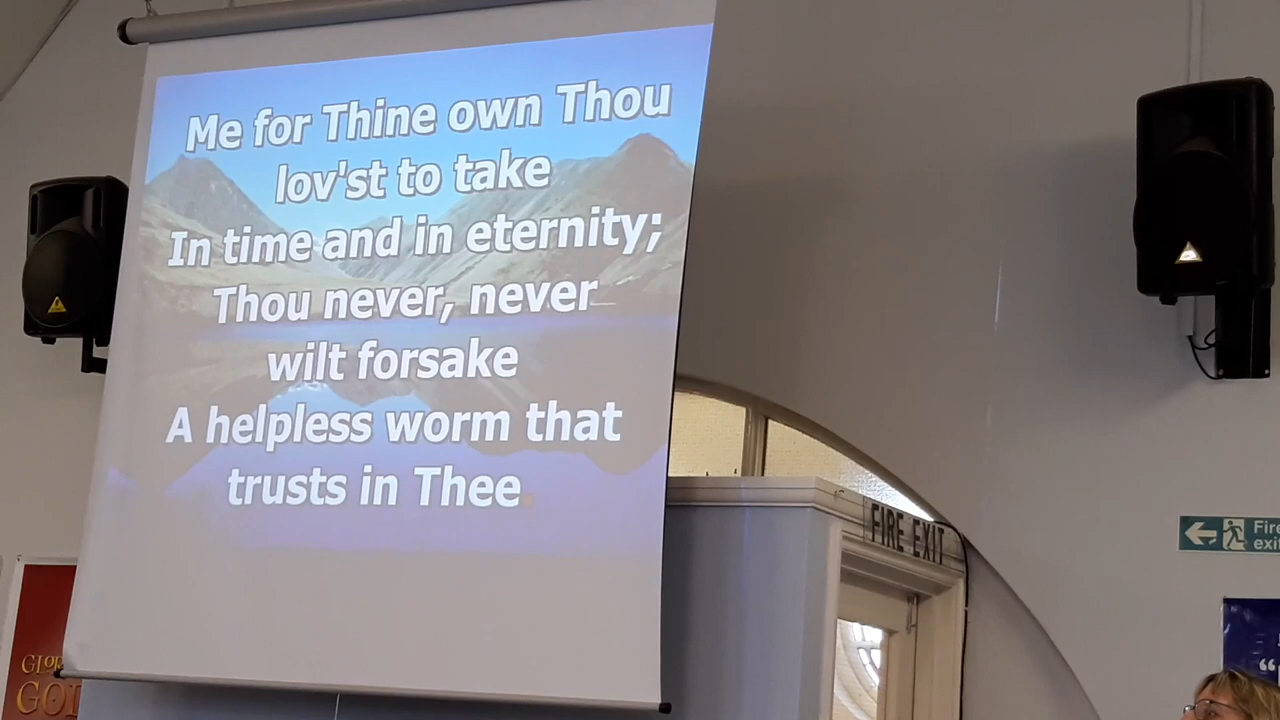 Me for Thine own Thou
lov'st to take
In time and in eternity;
Thou never, never
wilt forsake
A helpless worm that
trusts in Thee
FIRE EXIT
Fire
exit
GOD